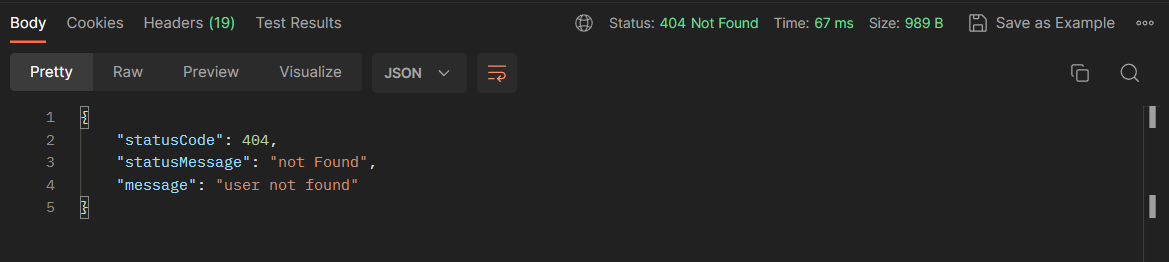 Body Cookies Headers (19) Test Results Status: 404 Not Found Time: 67 ms Size: 989 B Save as Example
Pretty Raw Preview Visualize JSON
1 {
2 "statusCode": 404,
3 "statusMessage": "not Found",
4 "message": "user not found"
5 }